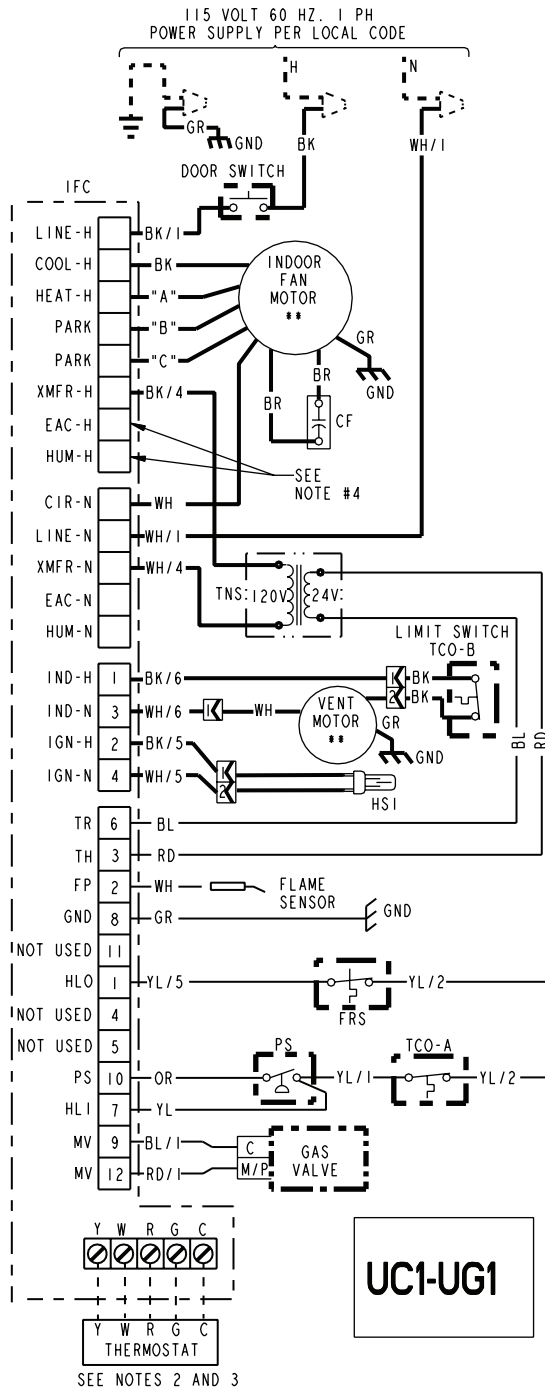 115 VOLT 60 HZ. 1 PH
POWER SUPPLY PER LOCAL CODE
H
N
GR
GND
BK
WH/1
DOOR SWITCH
IFC
LINE-H
BK/1
COOL-H
BK
HEAT-H
"A"
PARK
"B"
PARK
"C"
XMFR-H
BK/4
EAC-H
HUM-H
INDOOR
FAN
MOTOR
**
GR
GND
BR
BR
CF
SEE
NOTE #4
CIR-N
WH
LINE-N
WH/1
XMFR-N
WH/4
EAC-N
HUM-N
TNS:
120V
24V:
LIMIT SWITCH
TCO-B
IND-H
1
BK/6
1
BK
2
BK
IND-N
3
WH/6
1
WH
VENT
MOTOR
**
GR
GND
BL
RD
IGN-H
2
BK/5
1
IGN-N
4
WH/5
2
HSI
TR
6
BL
TH
3
RD
FP
2
WH
FLAME
SENSOR
GND
8
GR
GND
NOT USED
11
HLO
1
YL/5
FRS
YL/2
NOT USED
4
NOT USED
5
PS
TCO-A
PS
10
OR
YL/1
YL/2
HLI
7
YL
MV
9
BL/1
C
MV
12
RD/1
M/P
GAS
VALVE
Y W R G C
Y W R G C
THERMOSTAT
SEE NOTES 2 AND 3
UC1-UG1